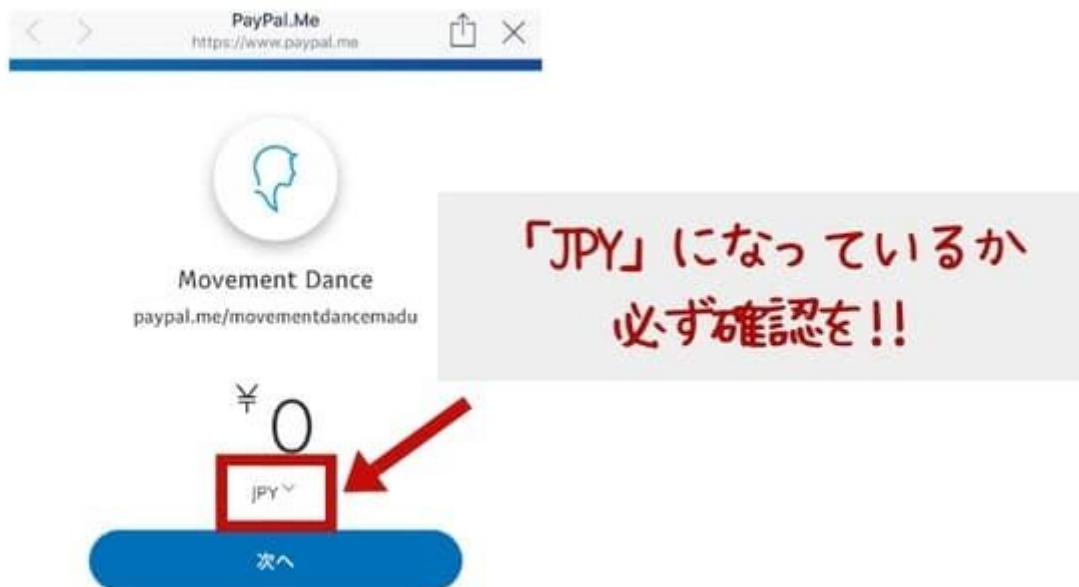 PayPal.Me
https://www.paypal.me
Movement Dance
paypal.me/movementdancemadu
¥0
JPY
次へ
「JPY」になっているか
必ず確認を!!